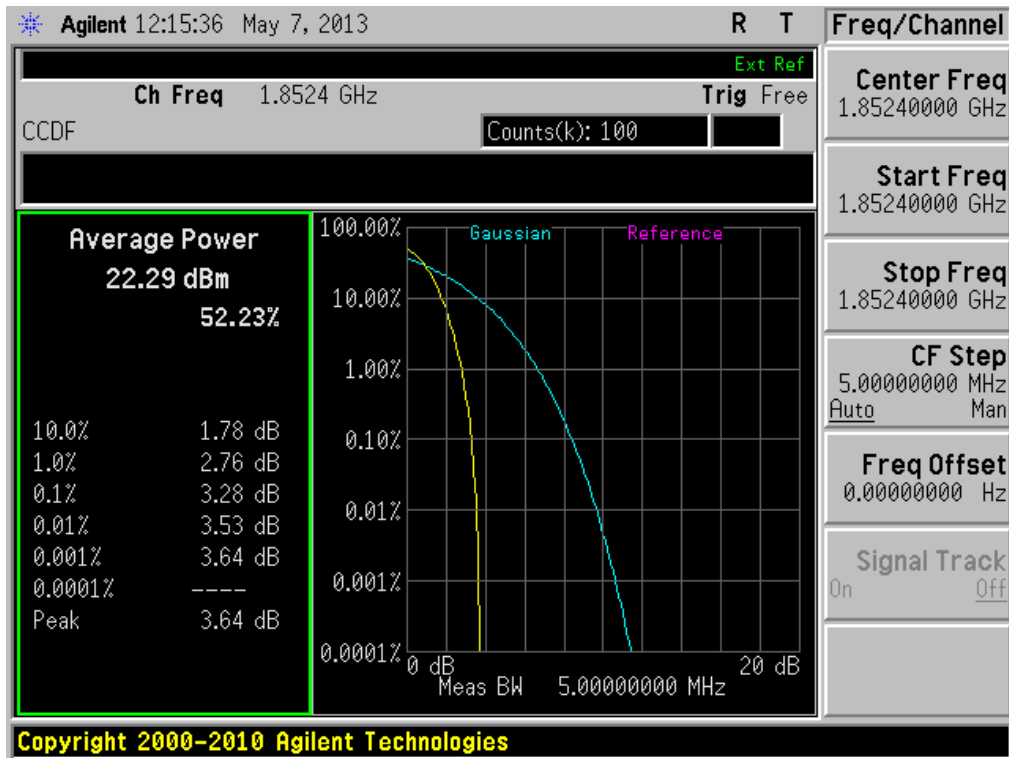 Agilent 12:15:36 May 7, 2013 R T
Ext Ref
Ch Freq 1.8524 GHz Trig Free
CCDF Counts(k): 100
Average Power
22.29 dBm
52.23%
10.0% 1.78 dB
1.0% 2.76 dB
0.1% 3.28 dB
0.01% 3.53 dB
0.001% 3.64 dB
0.0001% ----
Peak 3.64 dB
Gaussian Reference
100.00%
10.00%
1.00%
0.10%
0.01%
0.001%
0.0001%
0 dB 20 dB
Meas BW 5.00000000 MHz
Freq/Channel
Center Freq
1.85240000 GHz
Start Freq
1.85240000 GHz
Stop Freq
1.85240000 GHz
CF Step
5.00000000 MHz
Auto Man
Freq Offset
0.00000000 Hz
Signal Track
On Off
Copyright 2000-2010 Agilent Technologies